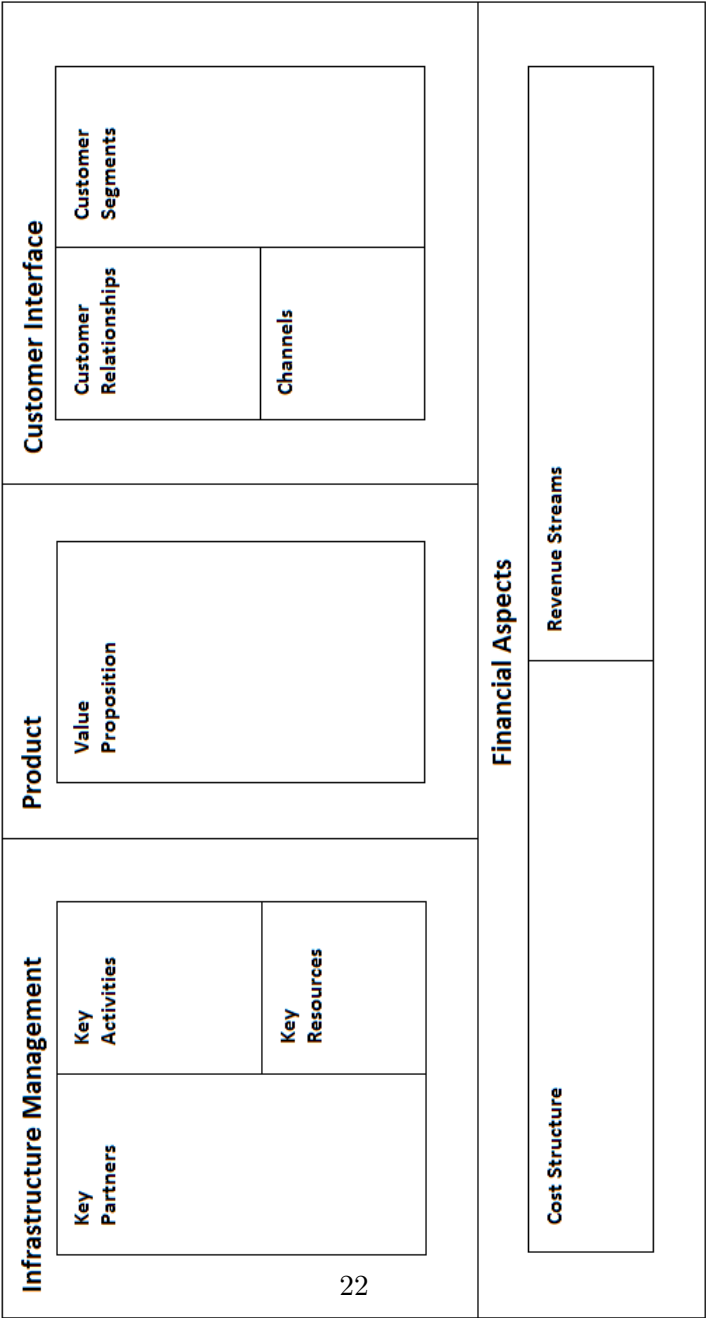 Infrastructure Management
Key
Partners
Key
Activities
Key
Resources
Product
Value
Proposition
Customer Interface
Customer
Relationships
Channels
Customer
Segments
Financial Aspects
Cost Structure
Revenue Streams
22